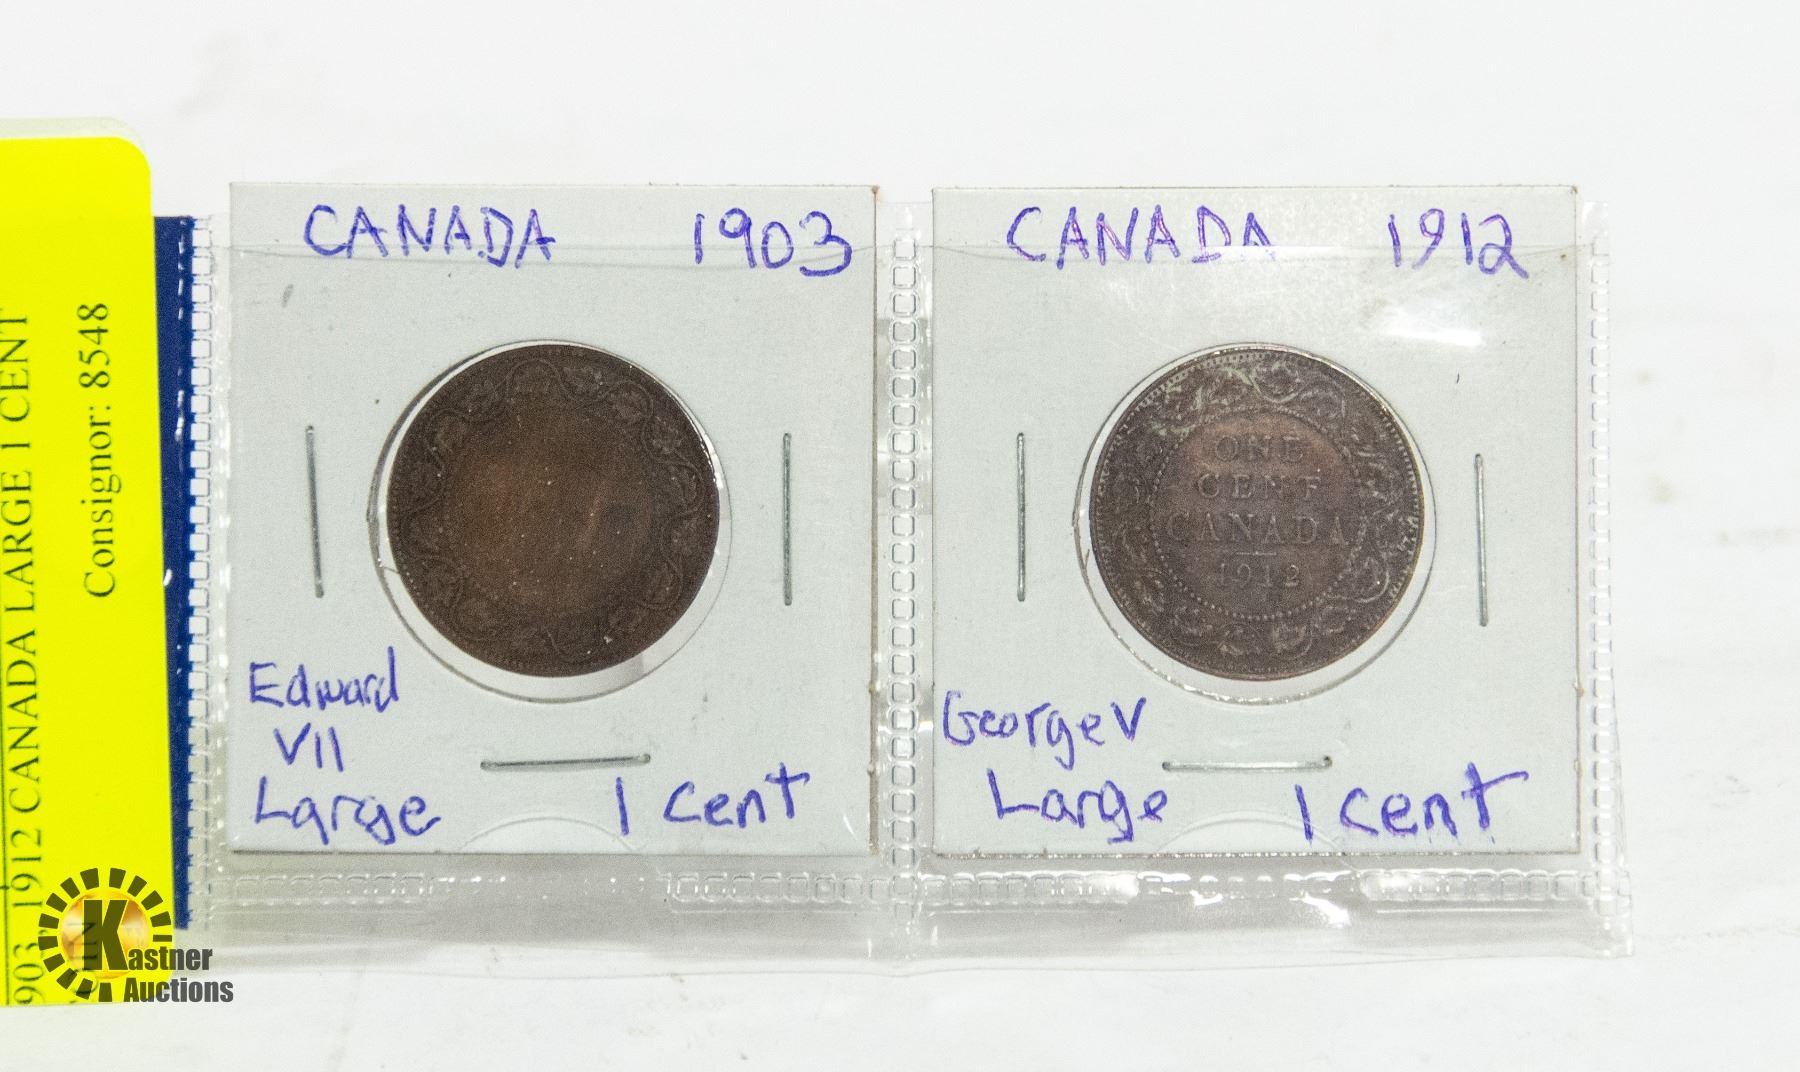 903, 1912 CANADA LARGE 1 CENT
Consignor: 8548
CANADA 1903
Edward
VII
Large 1 cent
CANADA 1912
ONE
CENT
CANADA
1912
George V
Large 1 cent
Kastner
Auctions